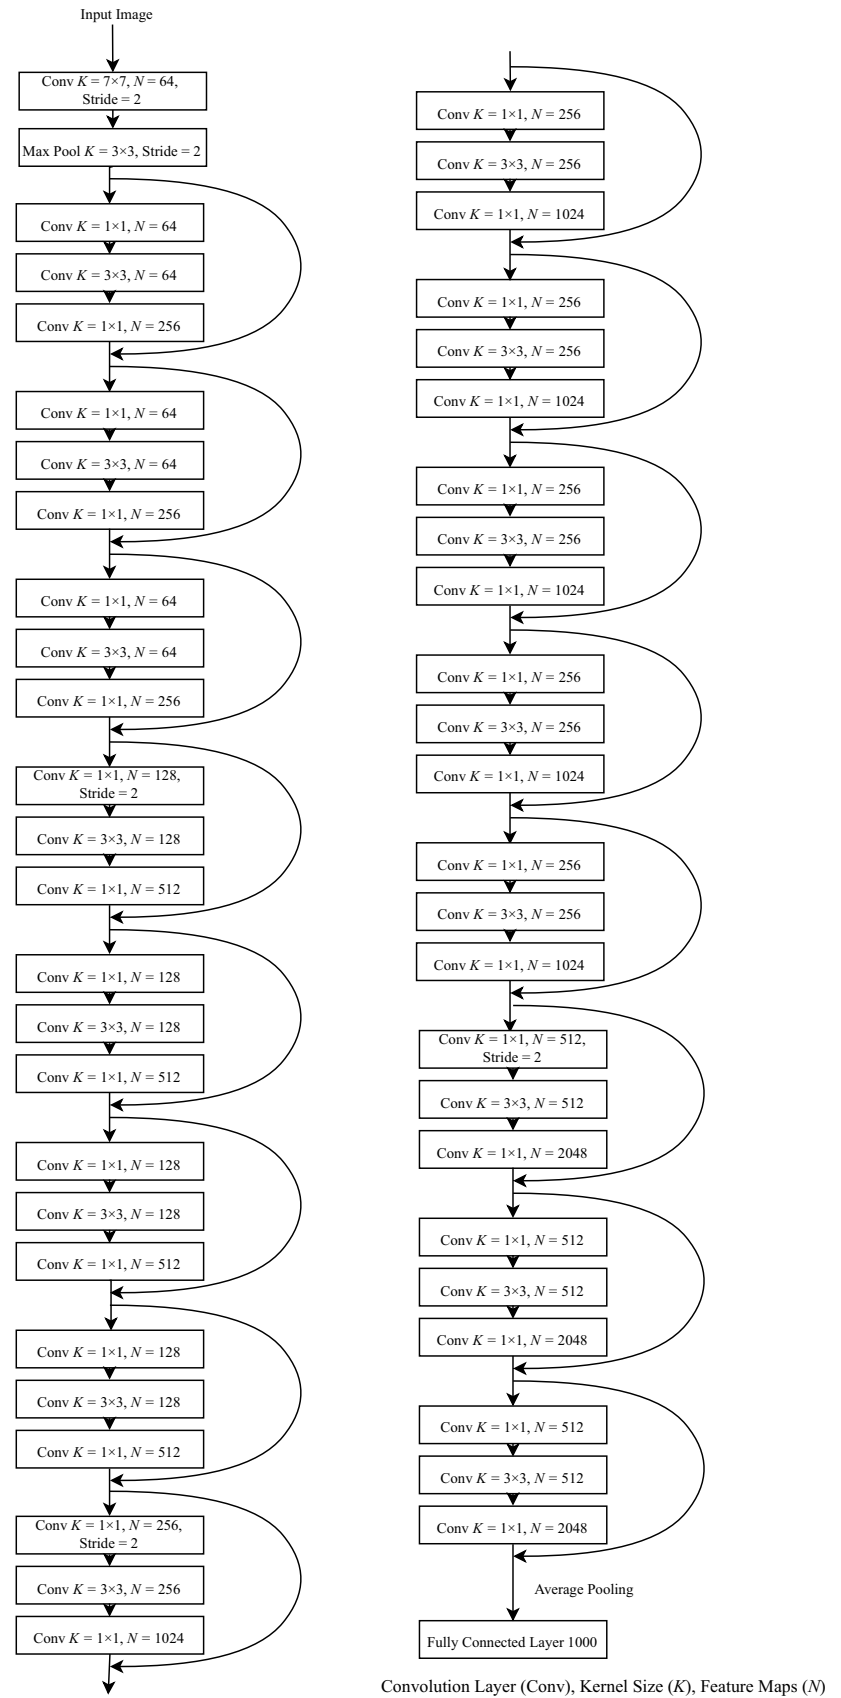 Input Image
Conv K = 7×7, N = 64,
Stride = 2
Max Pool K = 3×3, Stride = 2
Conv K = 1×1, N = 64
Conv K = 3×3, N = 64
Conv K = 1×1, N = 256
Conv K = 1×1, N = 64
Conv K = 3×3, N = 64
Conv K = 1×1, N = 256
Conv K = 1×1, N = 64
Conv K = 3×3, N = 64
Conv K = 1×1, N = 256
Conv K = 1×1, N = 128,
Stride = 2
Conv K = 3×3, N = 128
Conv K = 1×1, N = 512
Conv K = 1×1, N = 128
Conv K = 3×3, N = 128
Conv K = 1×1, N = 512
Conv K = 1×1, N = 128
Conv K = 3×3, N = 128
Conv K = 1×1, N = 512
Conv K = 1×1, N = 128
Conv K = 3×3, N = 128
Conv K = 1×1, N = 512
Conv K = 1×1, N = 256,
Stride = 2
Conv K = 3×3, N = 256
Conv K = 1×1, N = 1024
Conv K = 1×1, N = 256
Conv K = 3×3, N = 256
Conv K = 1×1, N = 1024
Conv K = 1×1, N = 256
Conv K = 3×3, N = 256
Conv K = 1×1, N = 1024
Conv K = 1×1, N = 256
Conv K = 3×3, N = 256
Conv K = 1×1, N = 1024
Conv K = 1×1, N = 256
Conv K = 3×3, N = 256
Conv K = 1×1, N = 1024
Conv K = 1×1, N = 256
Conv K = 3×3, N = 256
Conv K = 1×1, N = 1024
Conv K = 1×1, N = 512,
Stride = 2
Conv K = 3×3, N = 512
Conv K = 1×1, N = 2048
Conv K = 1×1, N = 512
Conv K = 3×3, N = 512
Conv K = 1×1, N = 2048
Conv K = 1×1, N = 512
Conv K = 3×3, N = 512
Conv K = 1×1, N = 2048
Average Pooling
Fully Connected Layer 1000
Convolution Layer (Conv), Kernel Size (K), Feature Maps (N)